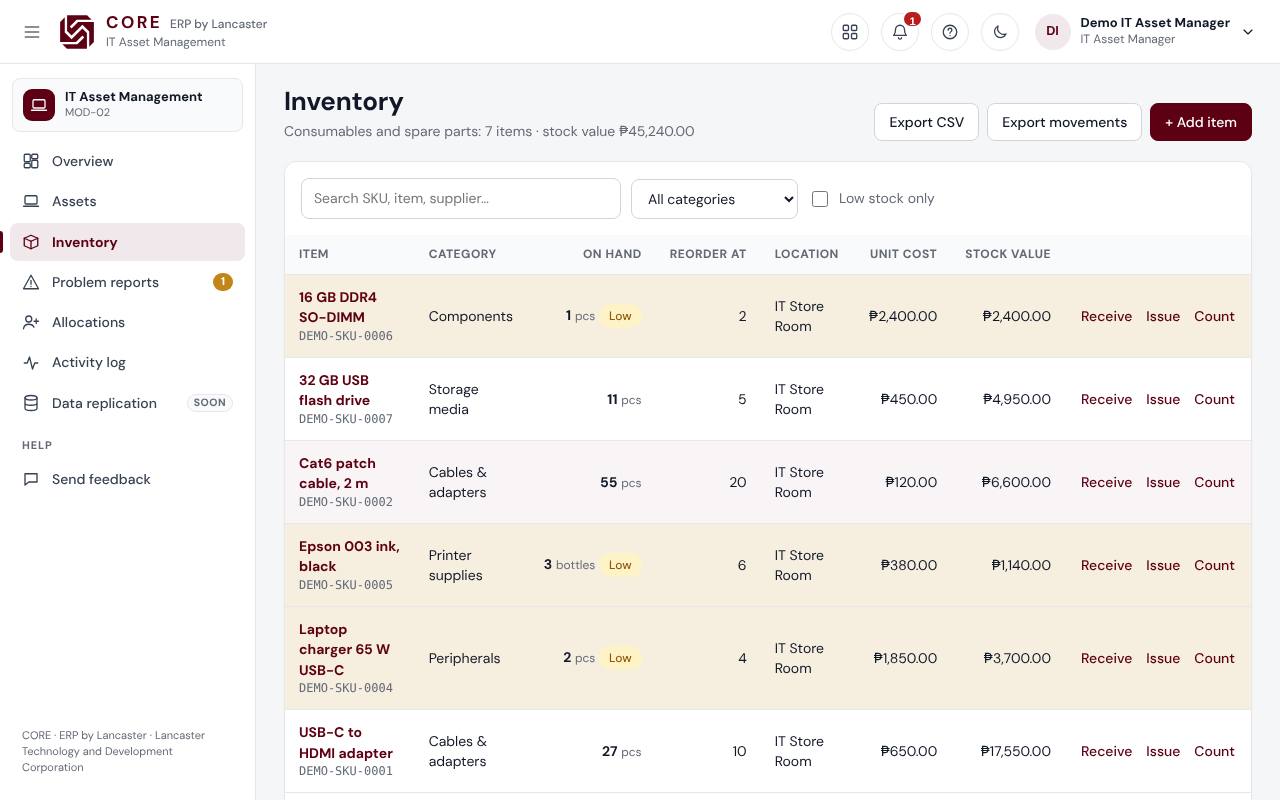 CORE ERP by Lancaster
IT Asset Management
1
DI
Demo IT Asset Manager
IT Asset Manager
IT Asset Management
MOD-02
Overview
Assets
Inventory
Problem reports 1
Allocations
Activity log
Data replication SOON
HELP
Send feedback
CORE · ERP by Lancaster · Lancaster
Technology and Development
Corporation
Inventory
Consumables and spare parts: 7 items · stock value ₱45,240.00
Export CSV
Export movements
+ Add item
Search SKU, item, supplier…
All categories
Low stock only
ITEM CATEGORY ON HAND REORDER AT LOCATION UNIT COST STOCK VALUE
16 GB DDR4
SO-DIMM
DEMO-SKU-0006
Components
1 pcs Low
2
IT Store
Room
₱2,400.00
₱2,400.00
Receive Issue Count
32 GB USB
flash drive
DEMO-SKU-0007
Storage
media
11 pcs
5
IT Store
Room
₱450.00
₱4,950.00
Receive Issue Count
Cat6 patch
cable, 2 m
DEMO-SKU-0002
Cables &
adapters
55 pcs
20
IT Store
Room
₱120.00
₱6,600.00
Receive Issue Count
Epson 003 ink,
black
DEMO-SKU-0005
Printer
supplies
3 bottles Low
6
IT Store
Room
₱380.00
₱1,140.00
Receive Issue Count
Laptop
charger 65 W
USB-C
DEMO-SKU-0004
Peripherals
2 pcs Low
4
IT Store
Room
₱1,850.00
₱3,700.00
Receive Issue Count
USB-C to
HDMI adapter
DEMO-SKU-0001
Cables &
adapters
27 pcs
10
IT Store
Room
₱650.00
₱17,550.00
Receive Issue Count